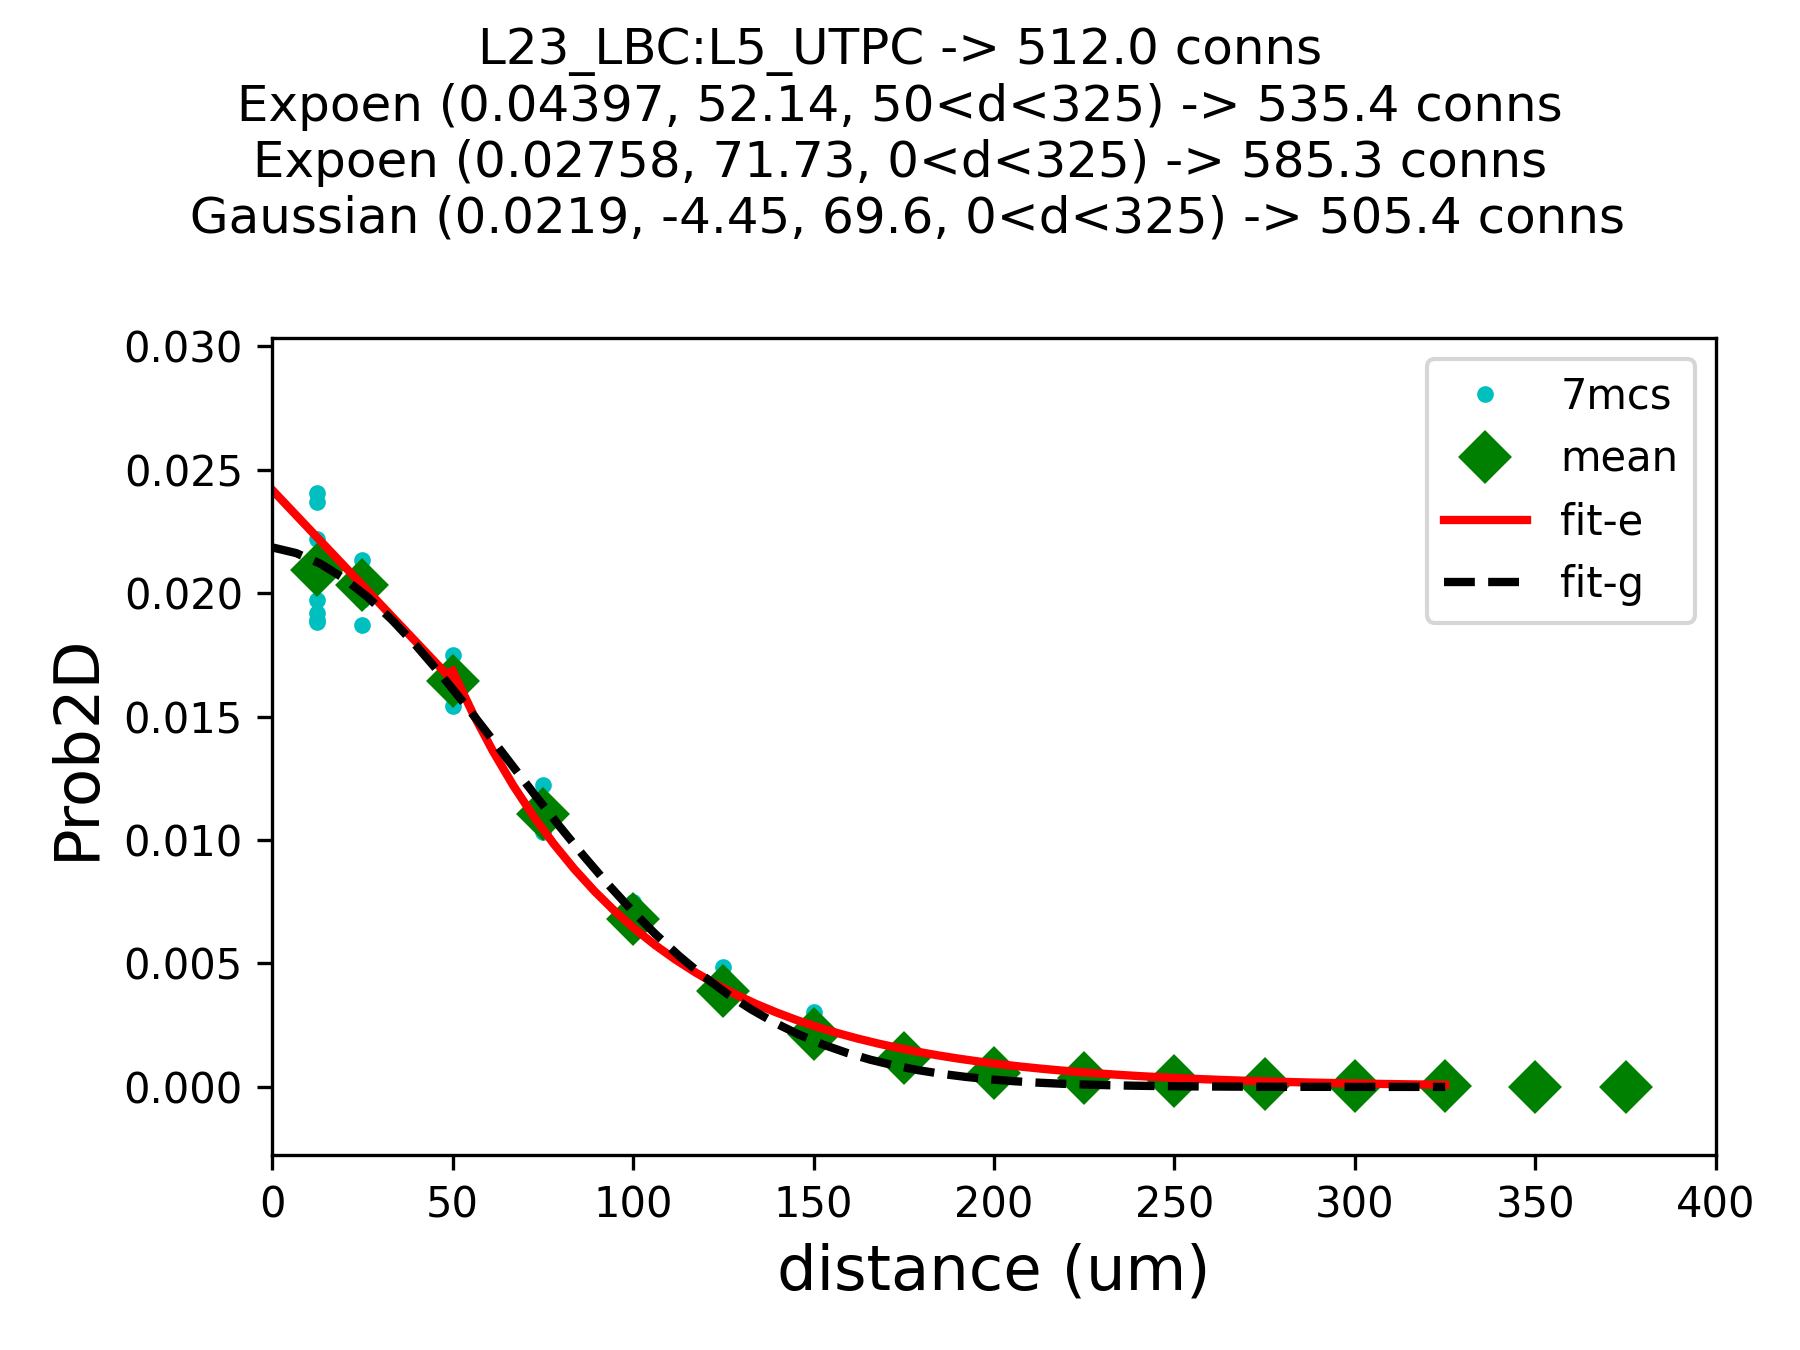 L23_LBC:L5_UTPC -> 512.0 conns
Expoen (0.04397, 52.14, 50<d<325) -> 535.4 conns
Expoen (0.02758, 71.73, 0<d<325) -> 585.3 conns
Gaussian (0.0219, -4.45, 69.6, 0<d<325) -> 505.4 conns
0.030
0.025
0.020
0.015
0.010
0.005
0.000
Prob2D
7mcs
mean
fit-e
fit-g
0 50 100 150 200 250 300 350 400
distance (um)